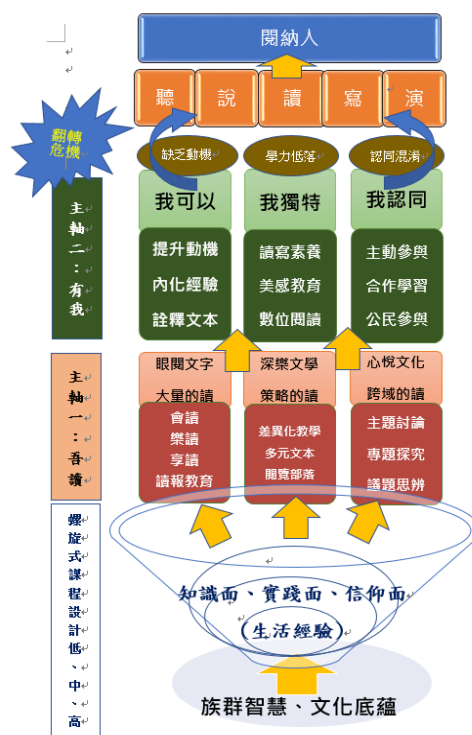 閱納人
聽 說 讀 寫 演
翻轉
危機
缺乏動機 學力低落 認同混淆
我可以 我獨特 我認同
主軸二：有我
提升動機 讀寫素養 主動參與
內化經驗 美感教育 合作學習
詮釋文本 數位閱讀 公民參與
主軸一：吾讀
眼閱文字 深樂文學 心悅文化
大量的讀 策略的讀 跨域的讀
會讀 差異化教學 主題討論
樂讀 多元文本 專題探究
享讀 閱覽部落 議題思辨
讀報教育
螺旋式課程設計低、中、高
知識面、實踐面、信仰面
(生活經驗)
族群智慧、文化底蘊